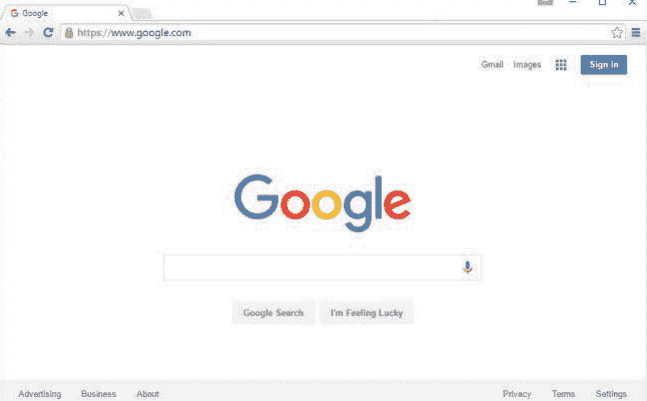 Google
https://www.google.com
Gmail Images Sign in
Google
Google Search I'm Feeling Lucky
Advertising Business About Privacy Terms Settings